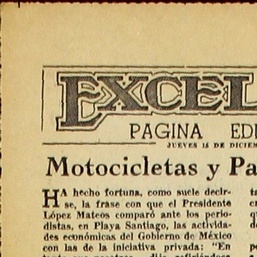 EXCEL
PAGINA EDI
JUEVES 15 DE DICIEM
Motocicletas y Pa
HA hecho fortuna, como suele decir-
se, la frase con que el Presidente
López Mateos comparó ante los perio-
distas, en Playa Santiago, las activida-
des económicas del Gobierno de México
con las de la iniciativa privada: "En